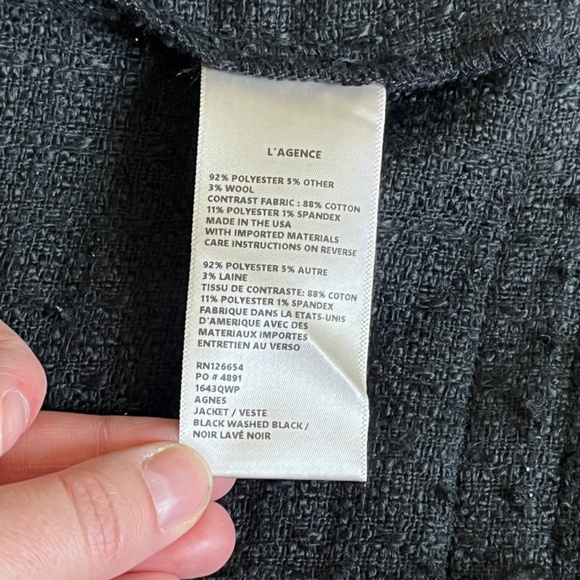 L'AGENCE
92% POLYESTER 5% OTHER
3% WOOL
CONTRAST FABRIC : 88% COTTON
11% POLYESTER 1% SPANDEX
MADE IN THE USA
WITH IMPORTED MATERIALS
CARE INSTRUCTIONS ON REVERSE
92% POLYESTER 5% AUTRE
3% LAINE
TISSU DE CONTRASTE: 88% COTON
11% POLYESTER 1% SPANDEX
FABRIQUE DANS LA ETATS-UNIS
D'AMERIQUE AVEC DES
MATERIAUX IMPORTES
ENTRETIEN AU VERSO
RN126654
PO # 4891
1643QWP
AGNES
JACKET / VESTE
BLACK WASHED BLACK /
NOIR LAVÉ NOIR